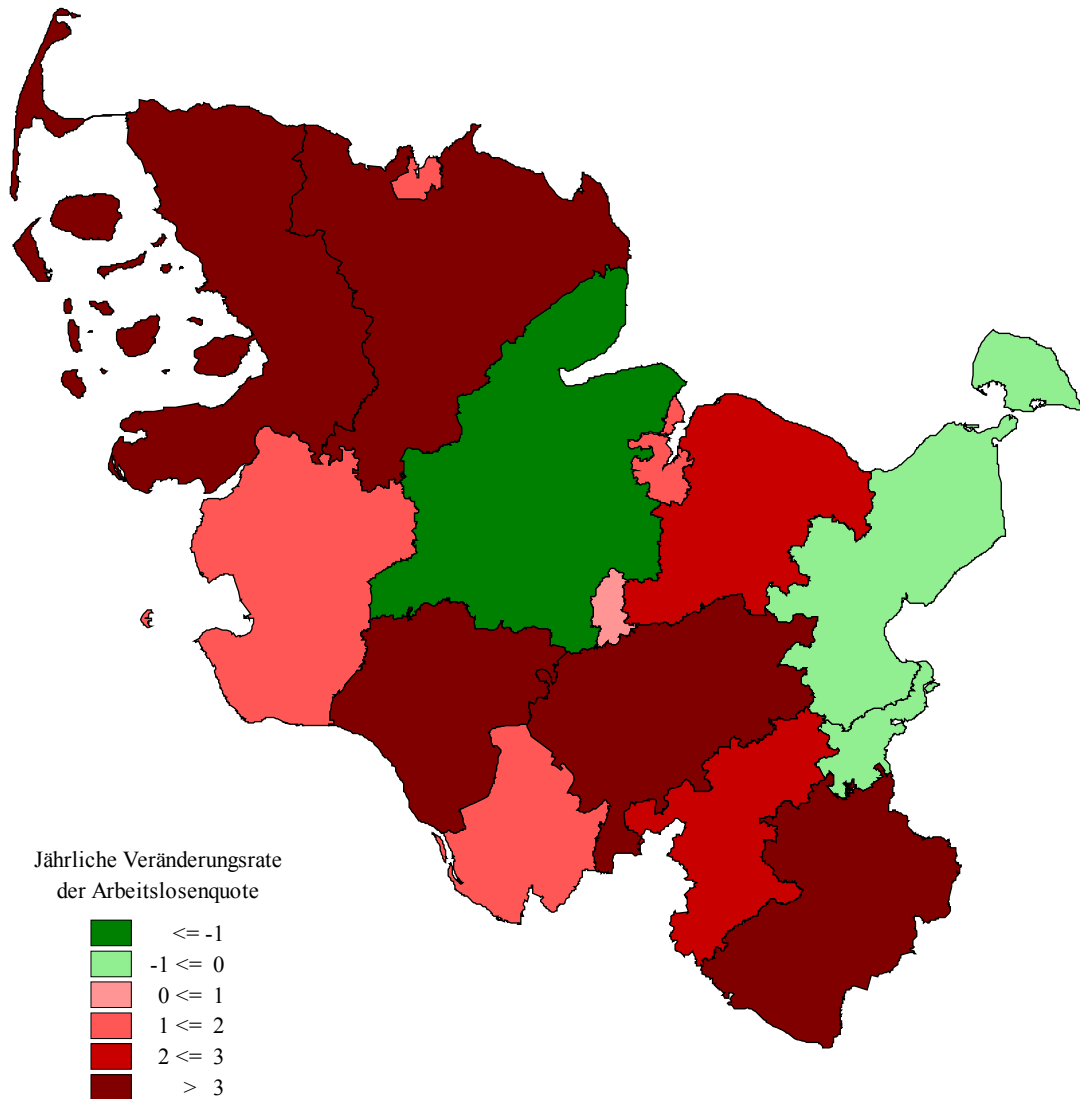 Jährliche Veränderungsrate
der Arbeitslosenquote
<= -1
-1 <= 0
0 <= 1
1 <= 2
2 <= 3
> 3